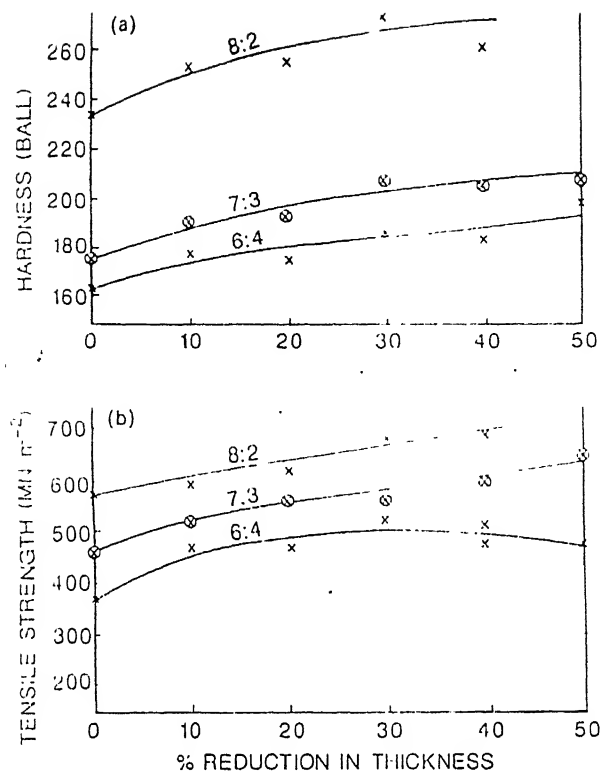 (a)
HARDNESS (BALL)
260
240
220
200
180
160
8:2
7:3
6:4
0 10 20 30 40 50
(b)
TENSILE STRENGTH (MN m⁻²)
700
600
500
400
300
200
8:2
7:3
6:4
0 10 20 30 40 50
% REDUCTION IN THICKNESS